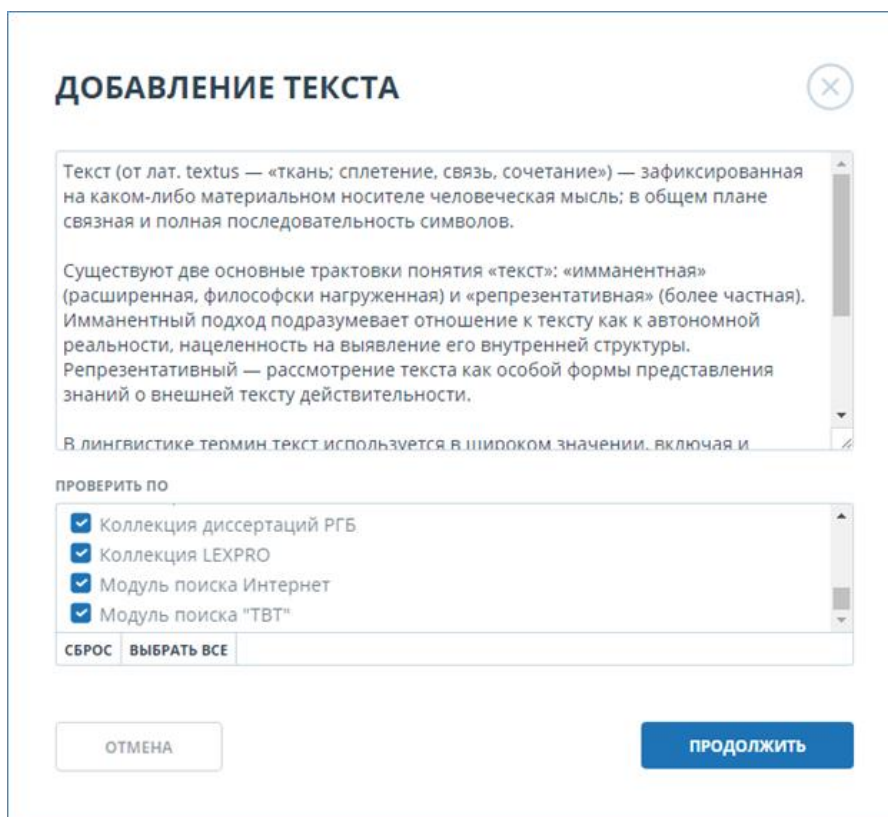 ДОБАВЛЕНИЕ ТЕКСТА
Текст (от лат. textus — «ткань; сплетение, связь, сочетание») — зафиксированная
на каком-либо материальном носителе человеческая мысль; в общем плане
связная и полная последовательность символов.
Существуют две основные трактовки понятия «текст»: «имманентная»
(расширенная, философски нагруженная) и «репрезентативная» (более частная).
Имманентный подход подразумевает отношение к тексту как к автономной
реальности, нацеленность на выявление его внутренней структуры.
Репрезентативный — рассмотрение текста как особой формы представления
знаний о внешней тексту действительности.
В лингвистике термин текст используется в широком значении, включая и
ПРОВЕРИТЬ ПО
Коллекция диссертаций РГБ
Коллекция LEXPRO
Модуль поиска Интернет
Модуль поиска "ТВТ"
СБРОС ВЫБРАТЬ ВСЕ
ОТМЕНА ПРОДОЛЖИТЬ